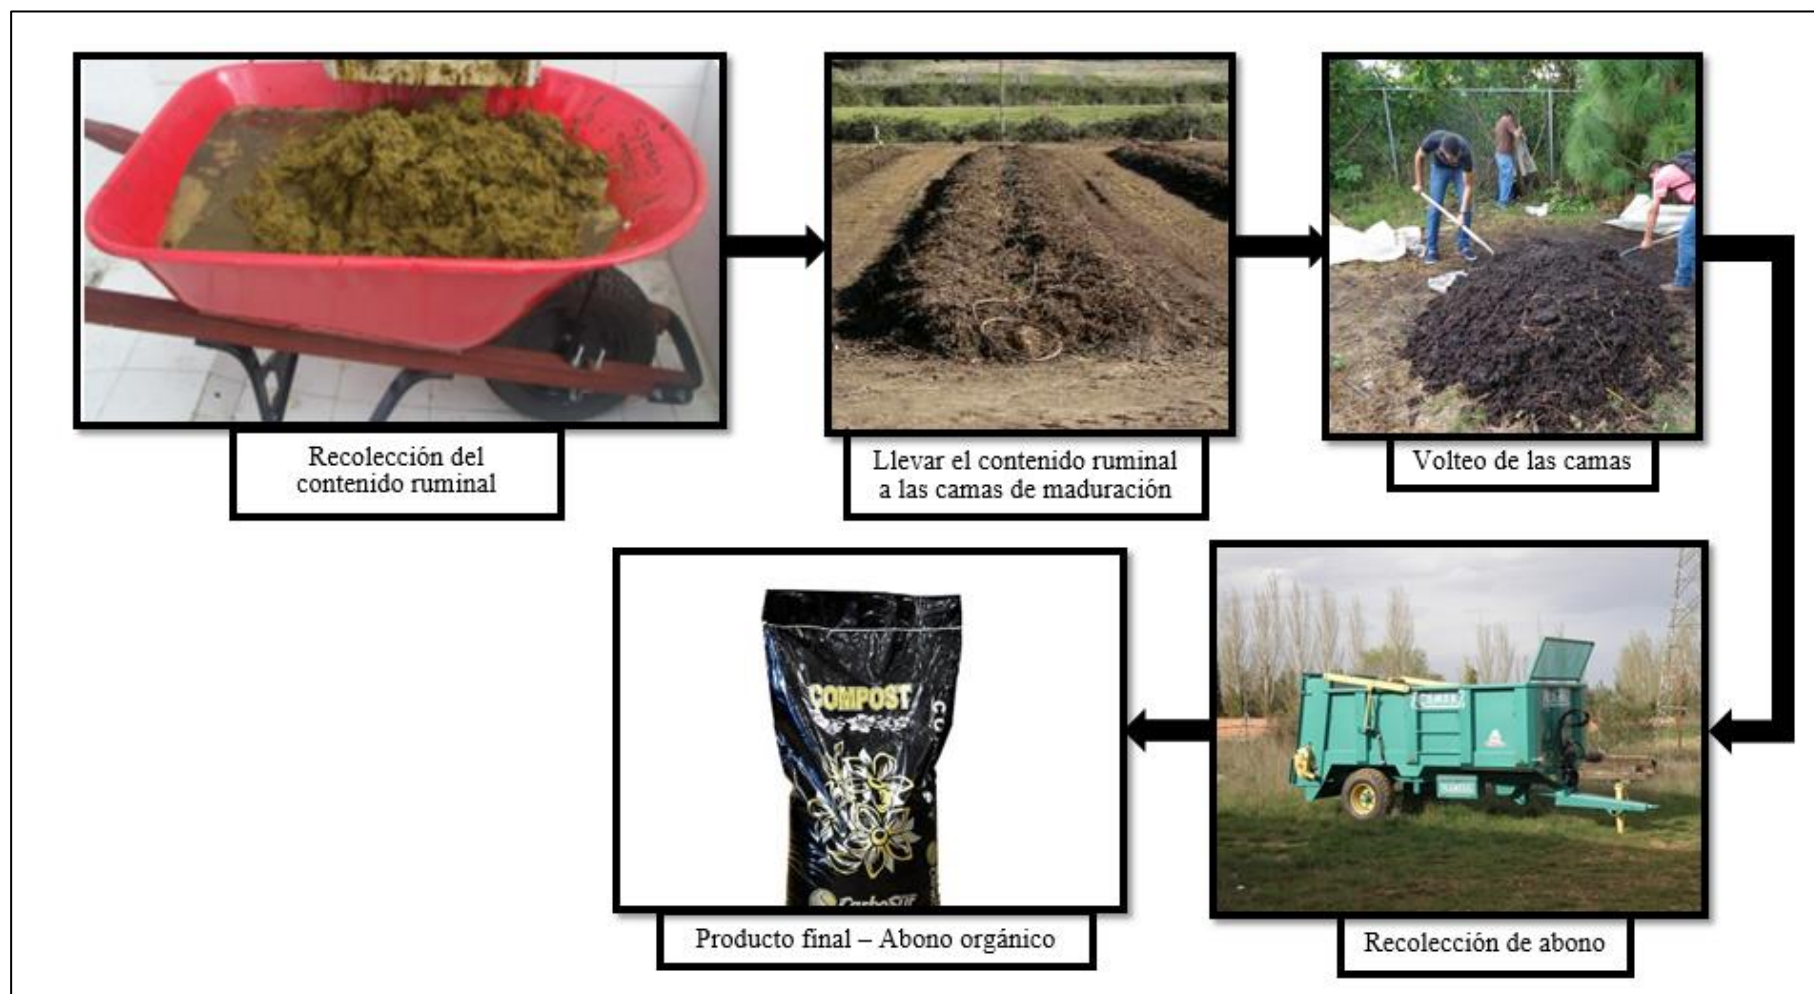 Recolección del
contenido ruminal
Llevar el contenido ruminal
a las camas de maduración
Volteo de las camas
COMPOST
CarboSur
Producto final – Abono orgánico
Recolección de abono